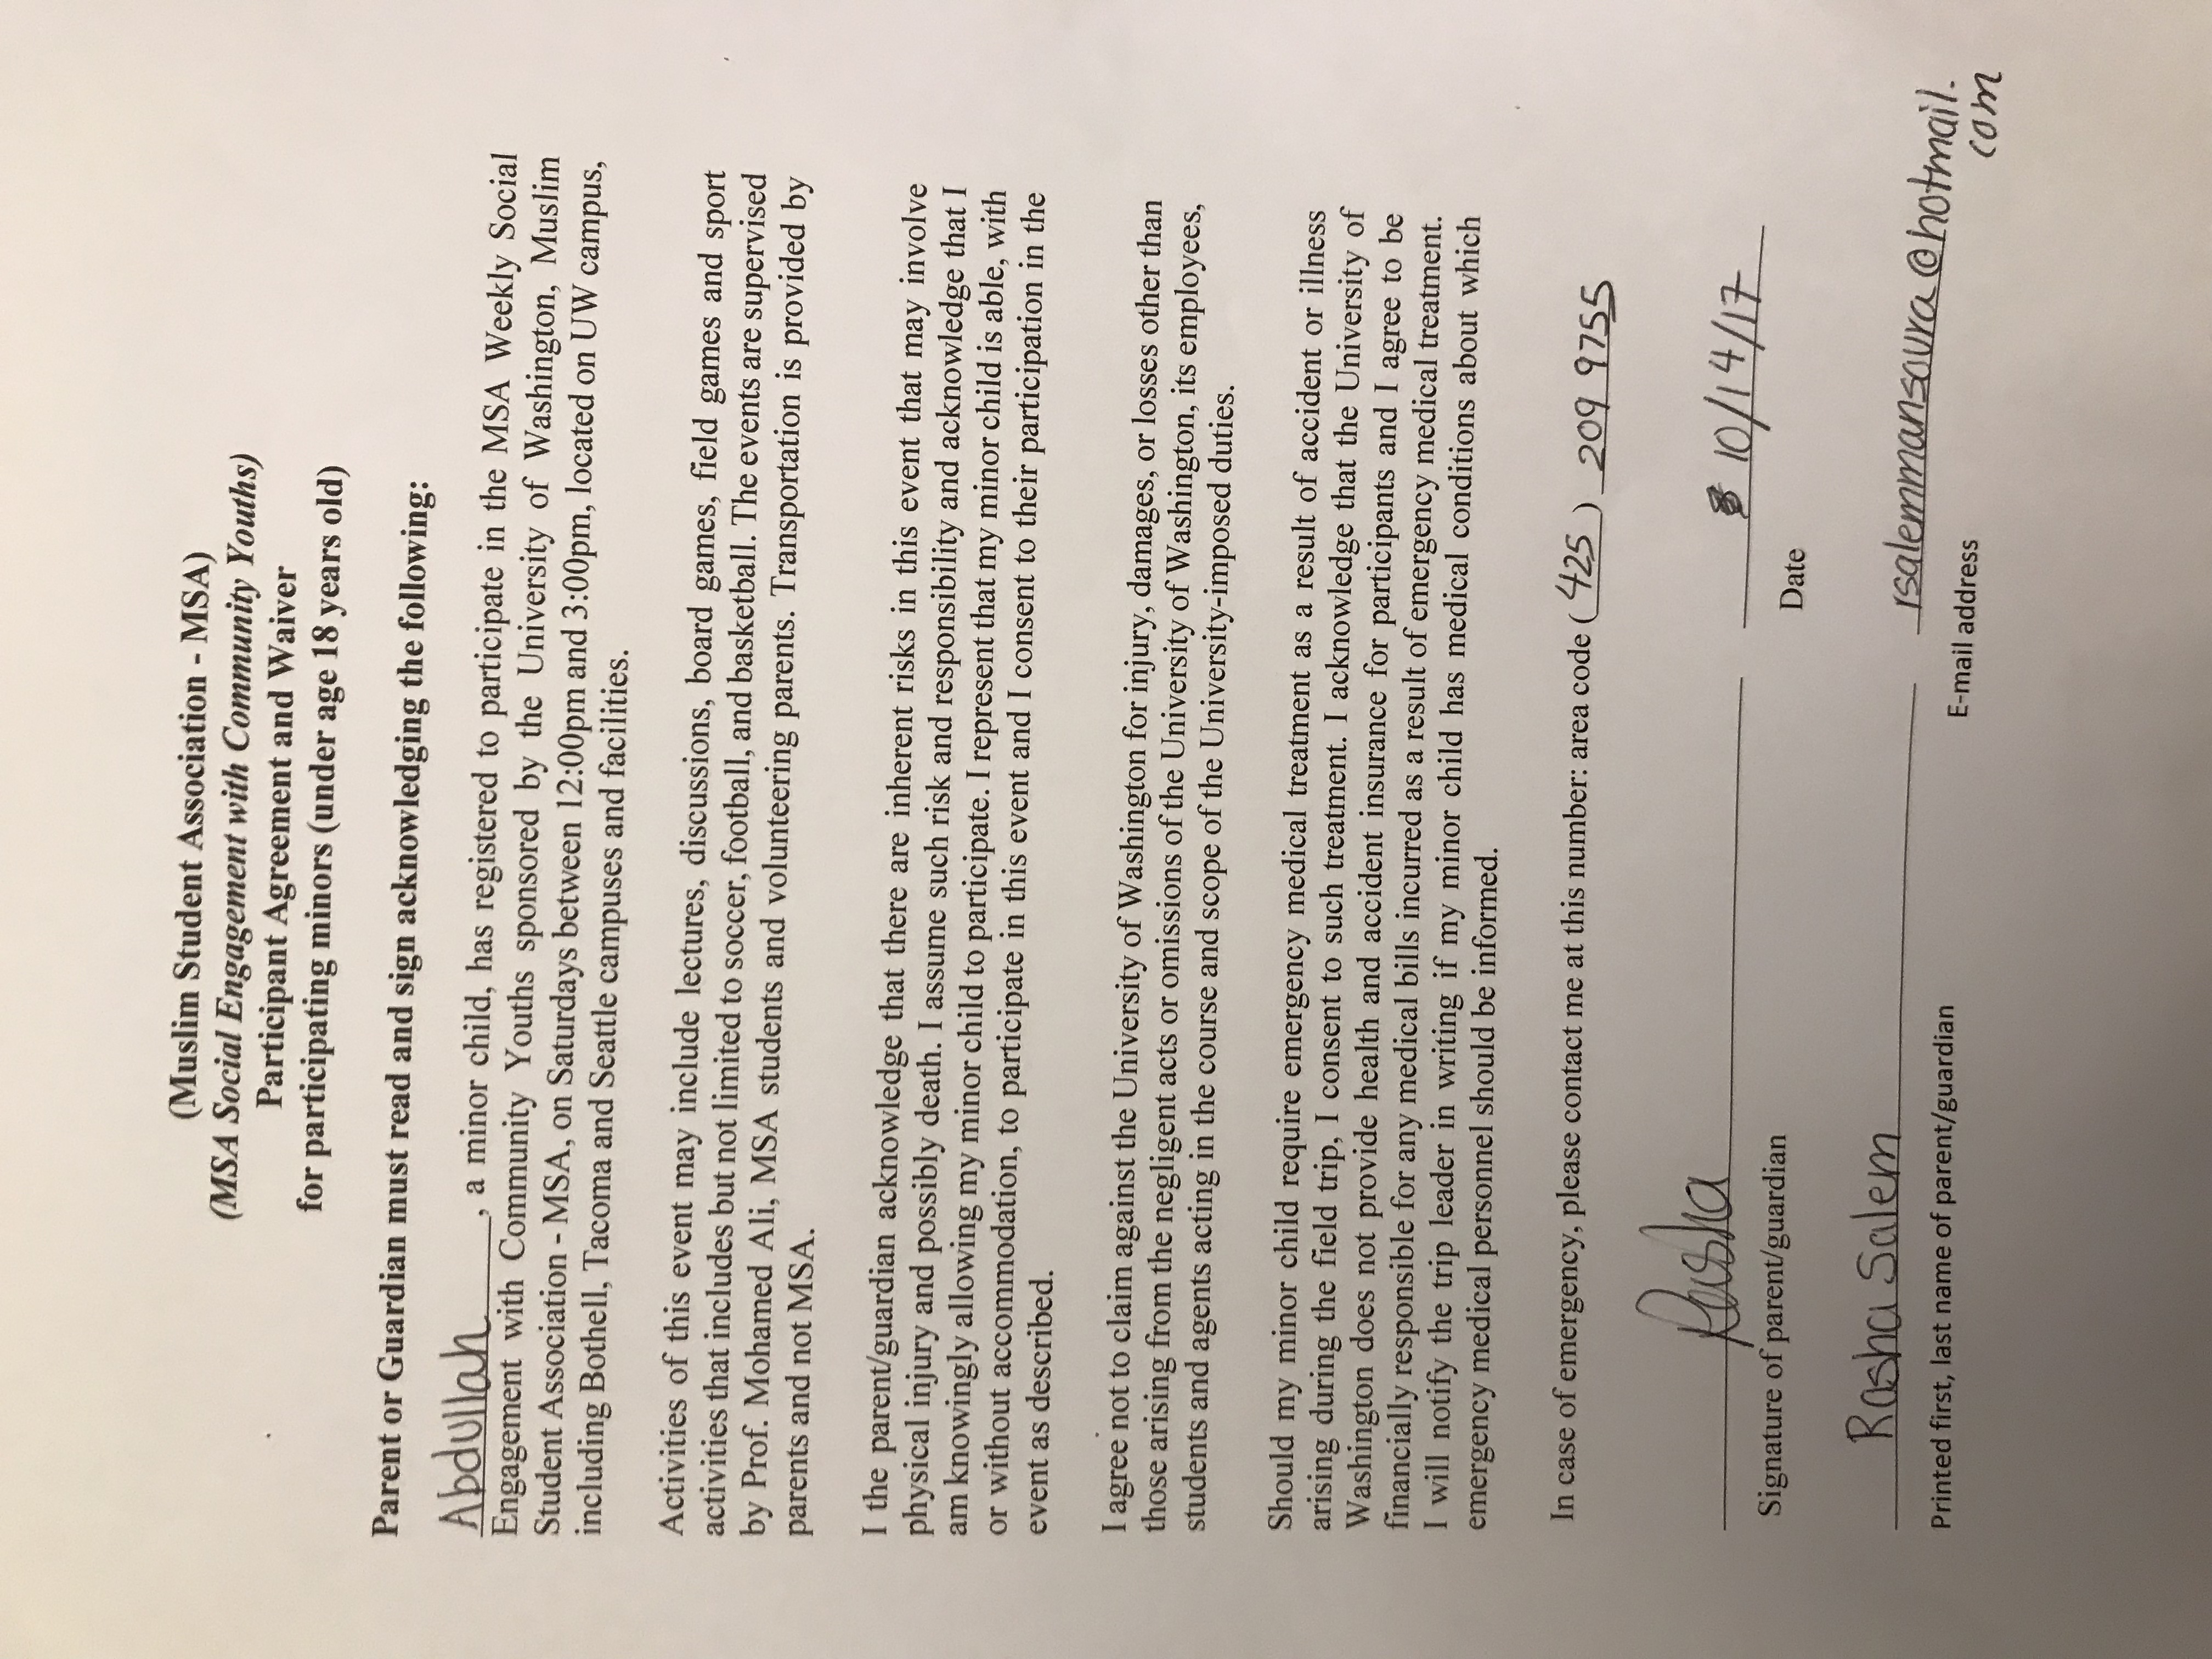 (Muslim Student Association - MSA)
(MSA Social Engagement with Community Youths)
Participant Agreement and Waiver
for participating minors (under age 18 years old)
Parent or Guardian must read and sign acknowledging the following:
Abdullah, a minor child, has registered to participate in the MSA Weekly Social
Engagement with Community Youths sponsored by the University of Washington, Muslim
Student Association - MSA, on Saturdays between 12:00pm and 3:00pm, located on UW campus,
including Bothell, Tacoma and Seattle campuses and facilities.
Activities of this event may include lectures, discussions, board games, field games and sport
activities that includes but not limited to soccer, football, and basketball. The events are supervised
by Prof. Mohamed Ali, MSA students and volunteering parents. Transportation is provided by
parents and not MSA.
I the parent/guardian acknowledge that there are inherent risks in this event that may involve
physical injury and possibly death. I assume such risk and responsibility and acknowledge that I
am knowingly allowing my minor child to participate. I represent that my minor child is able, with
or without accommodation, to participate in this event and I consent to their participation in the
event as described.
I agree not to claim against the University of Washington for injury, damages, or losses other than
those arising from the negligent acts or omissions of the University of Washington, its employees,
students and agents acting in the course and scope of the University-imposed duties.
Should my minor child require emergency medical treatment as a result of accident or illness
arising during the field trip, I consent to such treatment. I acknowledge that the University of
Washington does not provide health and accident insurance for participants and I agree to be
financially responsible for any medical bills incurred as a result of emergency medical treatment.
I will notify the trip leader in writing if my minor child has medical conditions about which
emergency medical personnel should be informed.
In case of emergency, please contact me at this number: area code (425) 209 9755
Rasha 10/14/17
Signature of parent/guardian Date
Rasha Salem rsalemmansoura@hotmail.
com
Printed first, last name of parent/guardian E-mail address